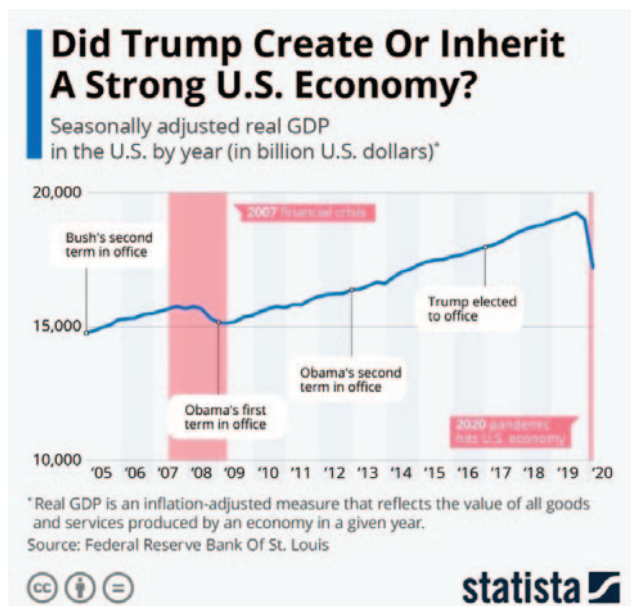 Did Trump Create Or Inherit
A Strong U.S. Economy?
Seasonally adjusted real GDP
in the U.S. by year (in billion U.S. dollars)*
20,000
2007 financial crisis
Bush's second
term in office
Trump elected
to office
15,000
Obama's second
term in office
Obama's first
term in office
2020 pandemic
hits U.S. economy
10,000
'05 '06 '07 '08 '09 '10 '11 '12 '13 '14 '15 '16 '17 '18 '19 '20
*Real GDP is an inflation-adjusted measure that reflects the value of all goods
and services produced by an economy in a given year.
Source: Federal Reserve Bank Of St. Louis
cc
statista